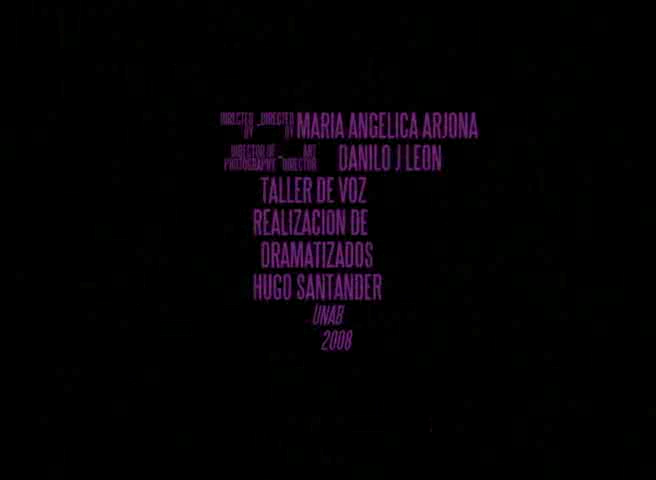 DIRECTED BY _DIRECTED BY MARIA ANGELICA ARJONA
DIRECTOR OF PHOTOGRAPHY _ ART DIRECTOR DANILO J LEON
TALLER DE VOZ
REALIZACION DE
DRAMATIZADOS
HUGO SANTANDER
UNAB
2008